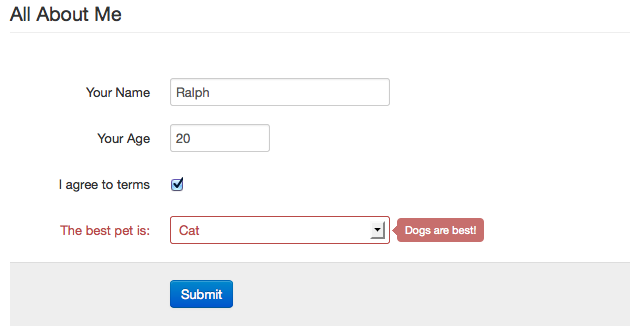 All About Me
Your Name Ralph
Your Age 20
I agree to terms
The best pet is: Cat Dogs are best!
Submit